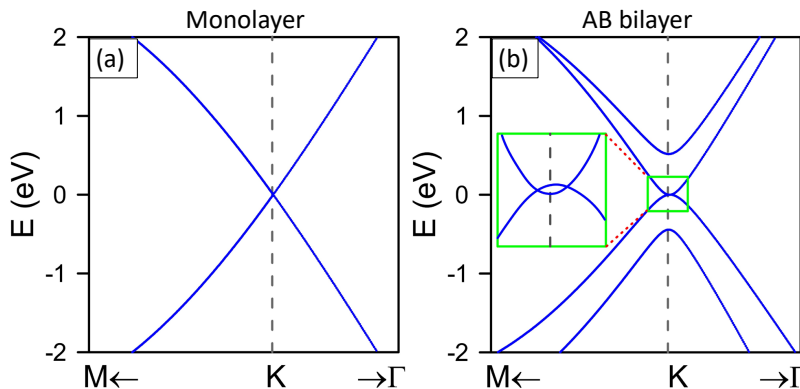 Monolayer
AB bilayer
(a)
(b)
2
1
0
-1
-2
E (eV)
M←
K
→Γ
2
1
0
-1
-2
E (eV)
M←
K
→Γ